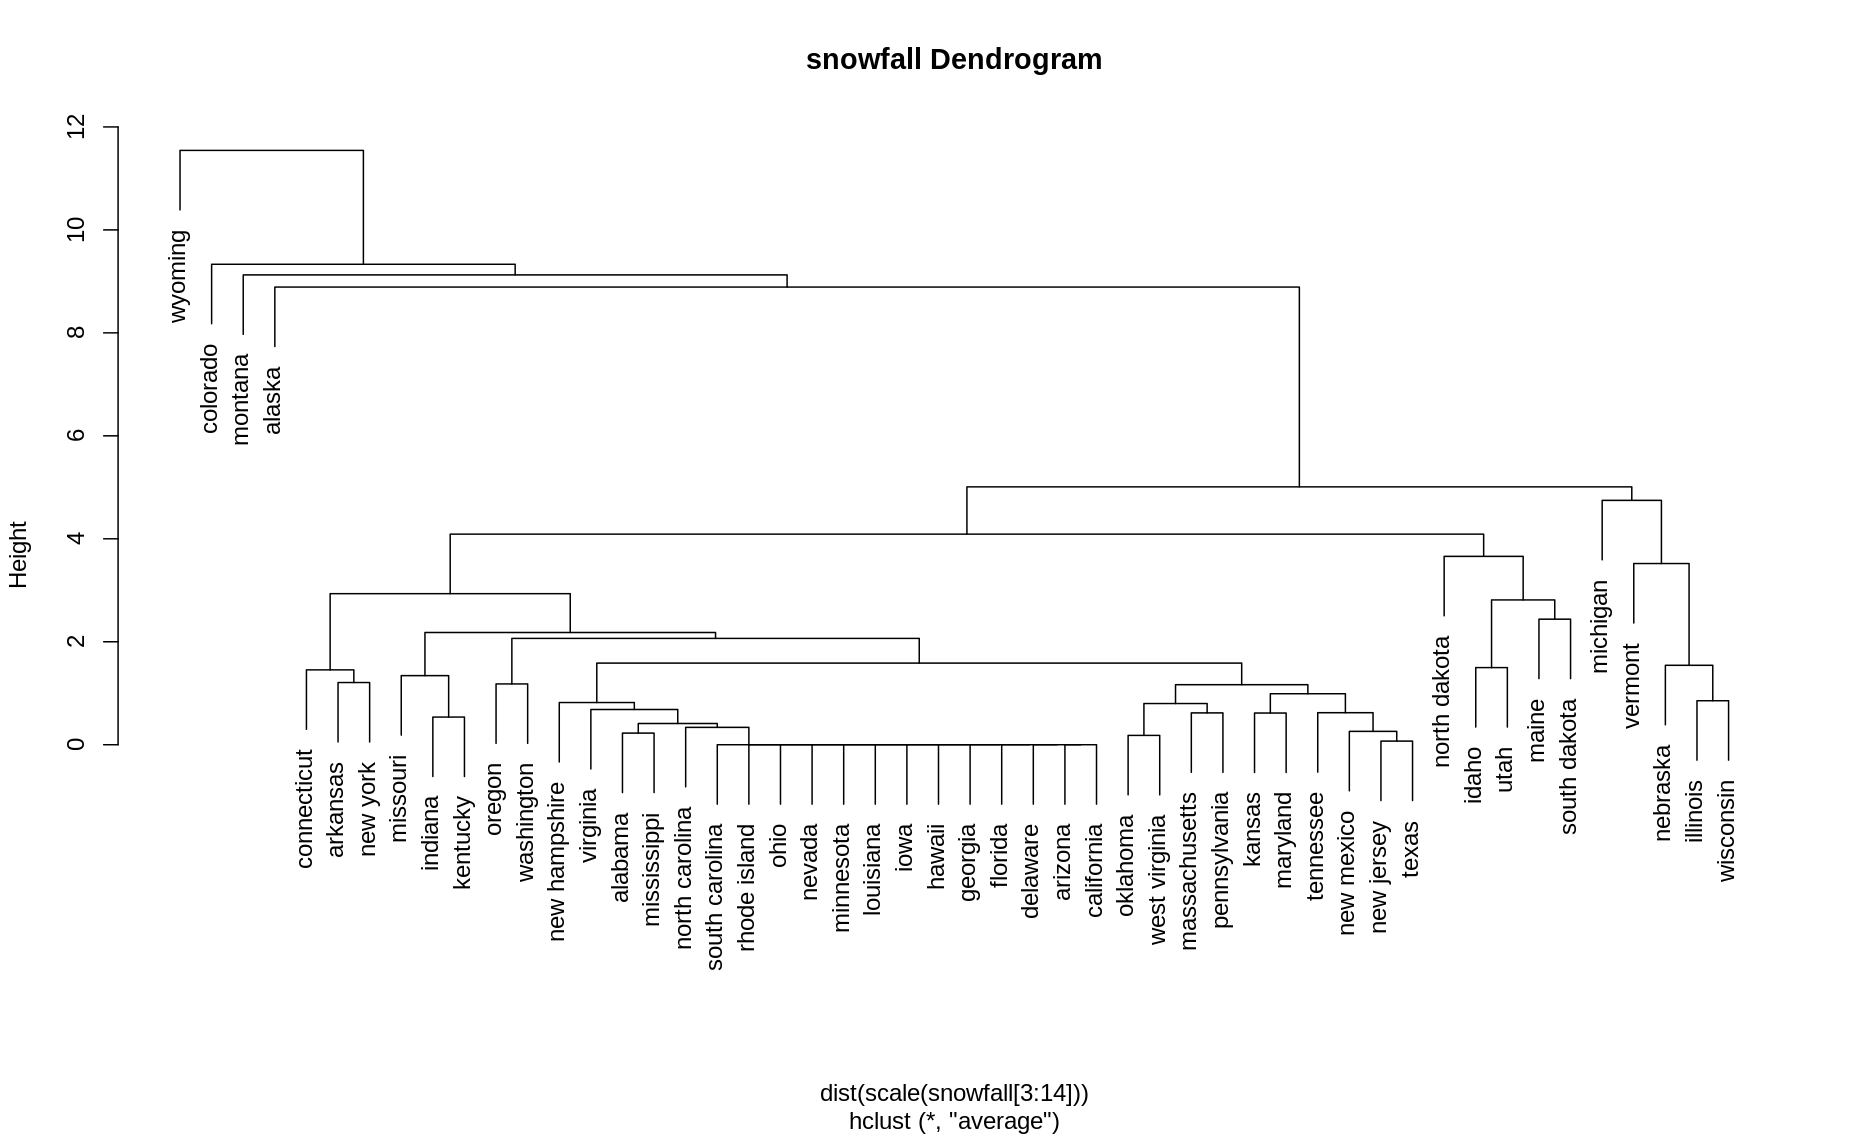 snowfall Dendrogram
Height
12
10
8
6
4
2
0
wyoming
colorado
montana
alaska
connecticut
arkansas
new york
missouri
indiana
kentucky
oregon
washington
new hampshire
virginia
alabama
mississippi
north carolina
south carolina
rhode island
ohio
nevada
minnesota
louisiana
iowa
hawaii
georgia
florida
delaware
arizona
california
oklahoma
west virginia
massachusetts
pennsylvania
kansas
maryland
tennessee
new mexico
new jersey
texas
north dakota
idaho
utah
maine
south dakota
michigan
vermont
nebraska
illinois
wisconsin
dist(scale(snowfall[3:14]))
hclust (*, "average")